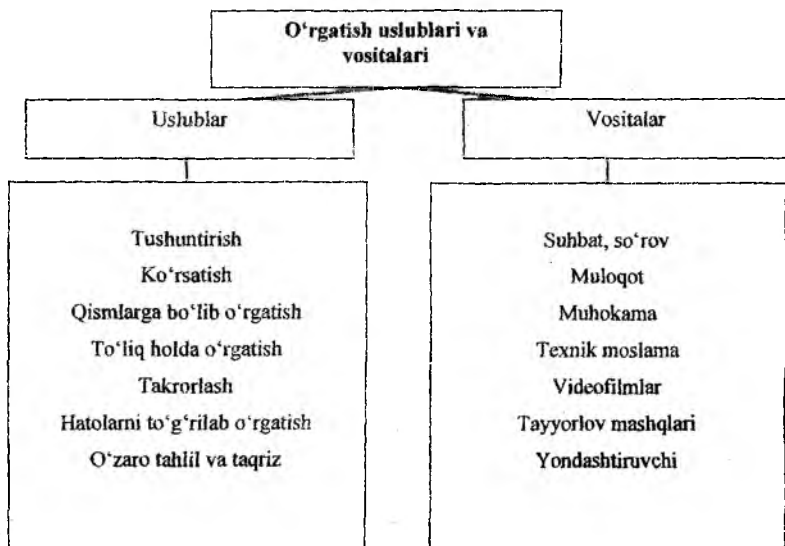 O‘rgatish uslublari va
vositalari
Uslublar
Vositalar
Tushuntirish
Ko‘rsatish
Qismlarga bo‘lib o‘rgatish
To‘liq holda o‘rgatish
Takrorlash
Hatolarni to‘g‘rilab o‘rgatish
O‘zaro tahlil va taqriz
Suhbat, so‘rov
Muloqot
Muhokama
Texnik moslama
Videofilmlar
Tayyorlov mashqlari
Yondashtiruvchi